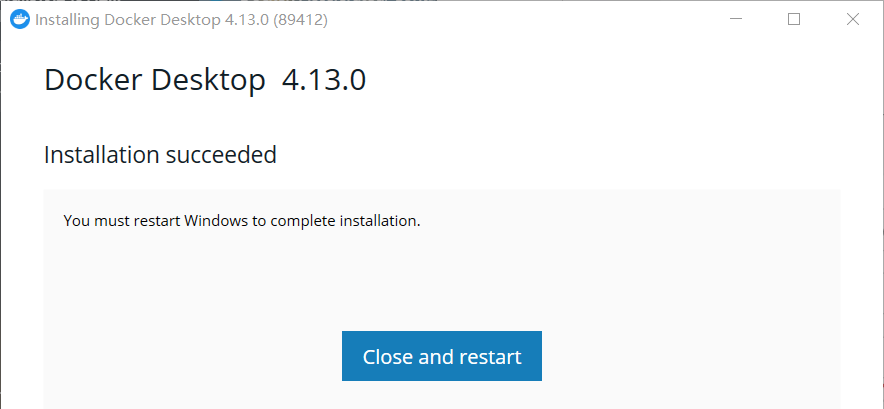 Installing Docker Desktop 4.13.0 (89412)
Docker Desktop 4.13.0
Installation succeeded
You must restart Windows to complete installation.
Close and restart